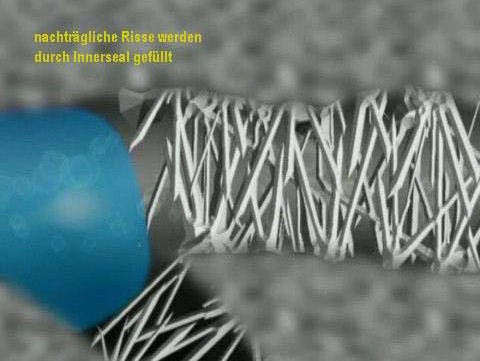 nachträgliche Risse werden
durch Innerseal gefüllt